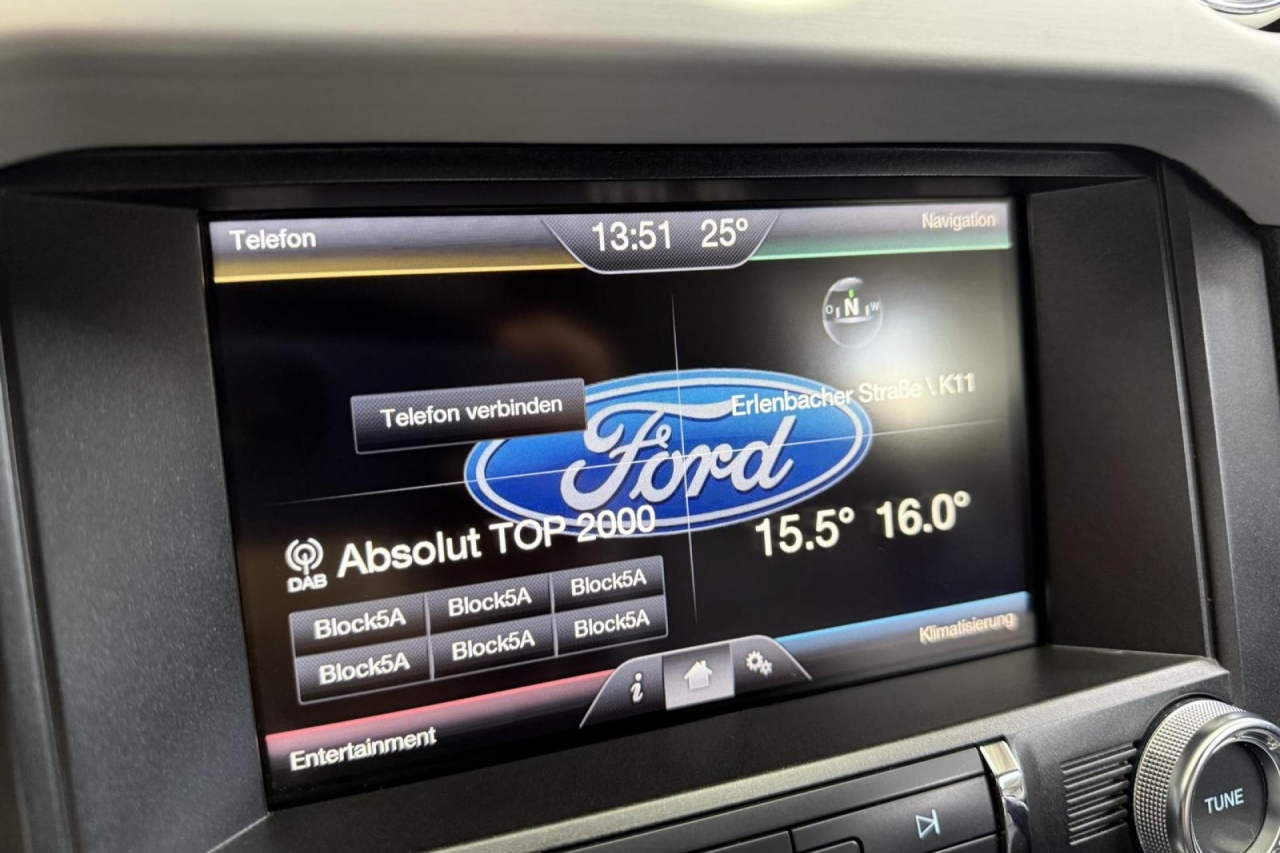 Telefon
13:51 25°
Navigation
O N W
Telefon verbinden
Erlenbacher Straße \ K11
Ford
DAB
Absolut TOP 2000
15.5° 16.0°
Block5A Block5A Block5A
Block5A Block5A Block5A
i
Entertainment
Klimatisierung
TUNE